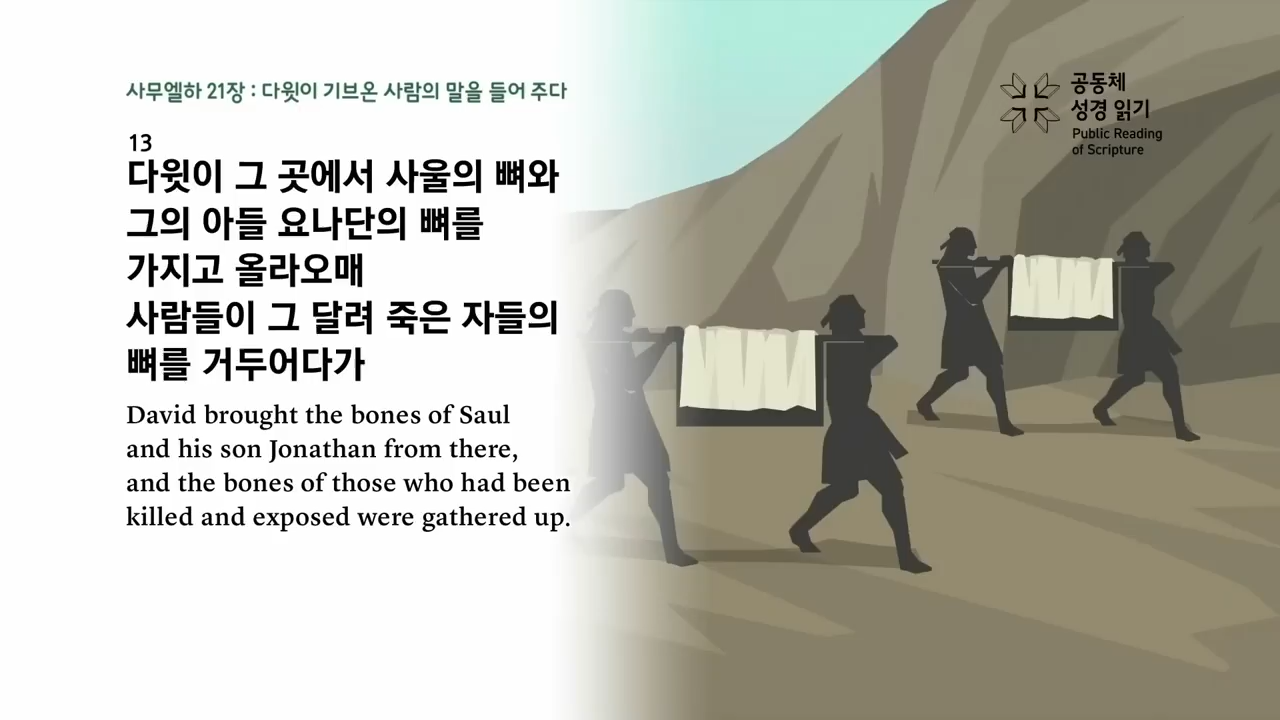 사무엘하 21장 : 다윗이 기브온 사람의 말을 들어 주다
공동체
성경 읽기
Public Reading
of Scripture
13
다윗이 그 곳에서 사울의 뼈와
그의 아들 요나단의 뼈를
가지고 올라오매
사람들이 그 달려 죽은 자들의
뼈를 거두어다가
David brought the bones of Saul
and his son Jonathan from there,
and the bones of those who had been
killed and exposed were gathered up.